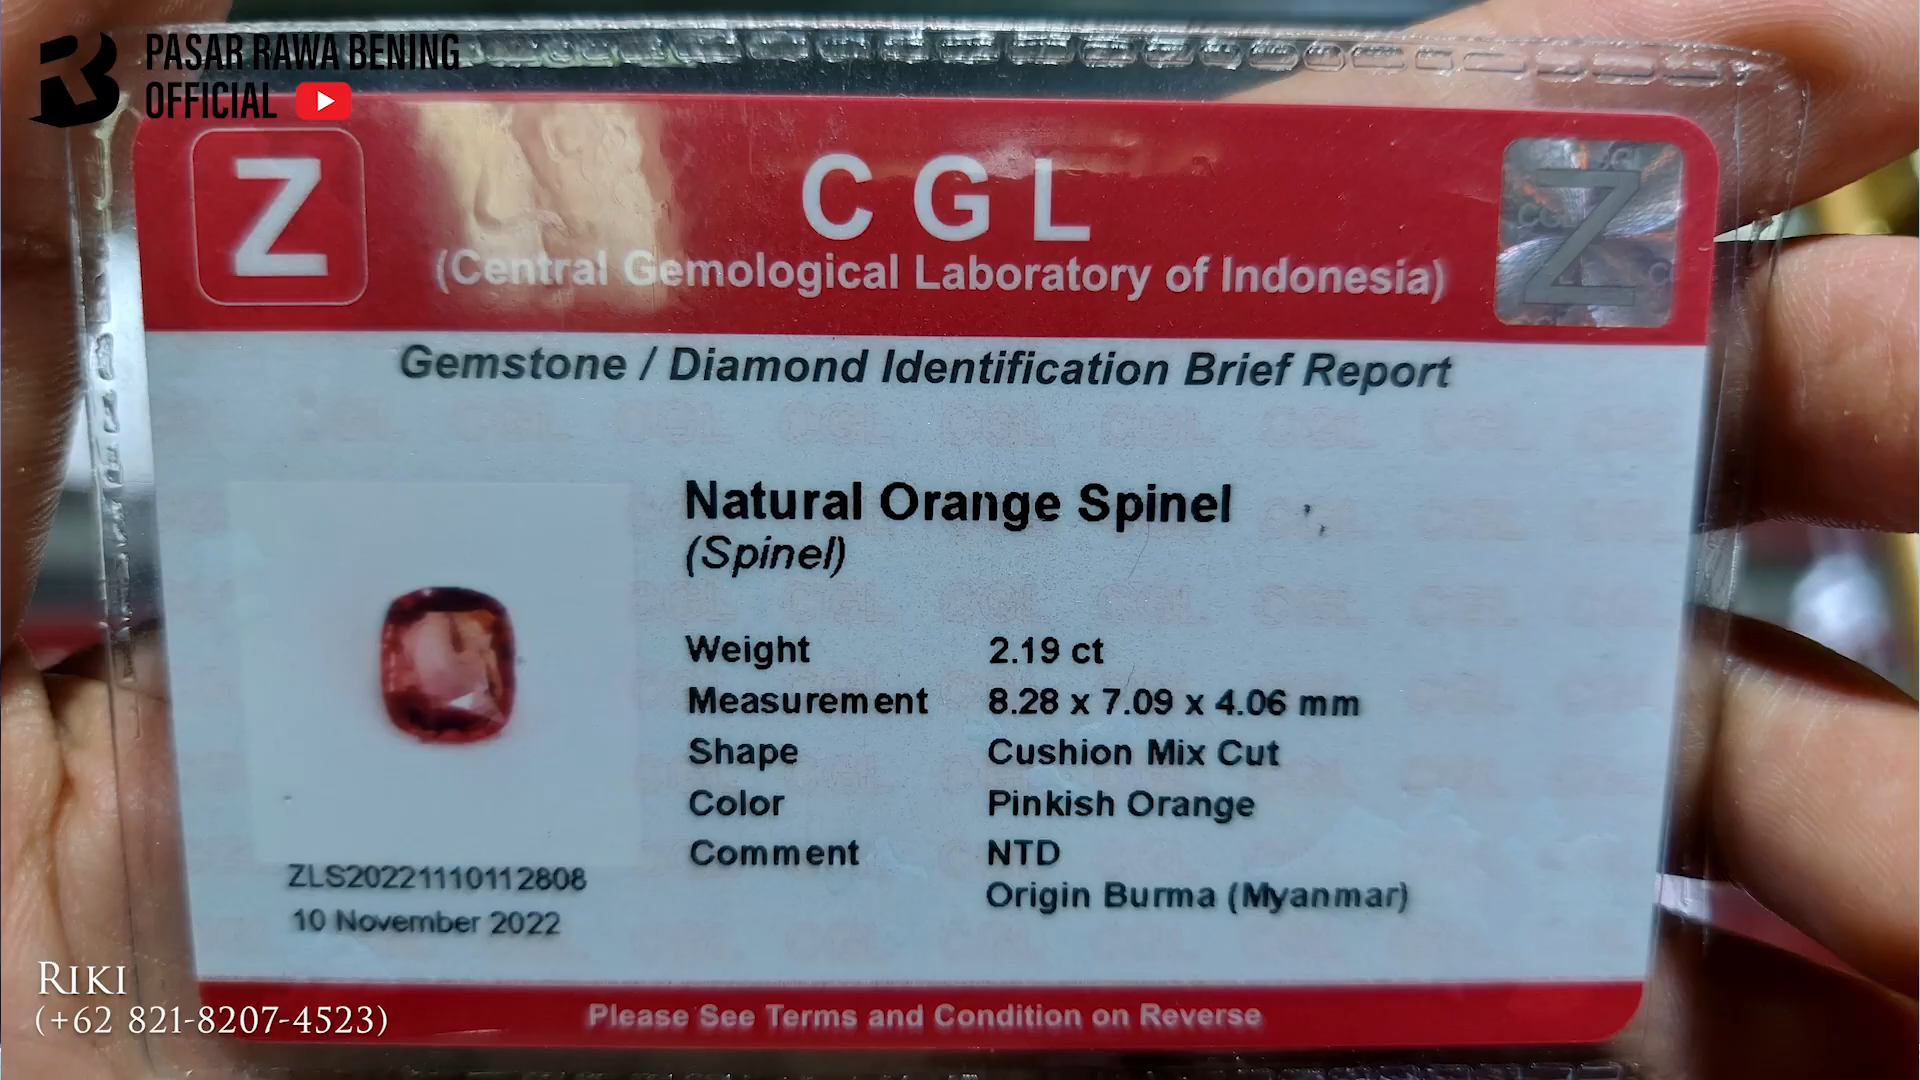 PASAR RAWA BENING
OFFICIAL
Z
C G L
Z
(Central Gemological Laboratory of Indonesia)
Gemstone / Diamond Identification Brief Report
Natural Orange Spinel
(Spinel)
Weight 2.19 ct
Measurement 8.28 x 7.09 x 4.06 mm
Shape Cushion Mix Cut
Color Pinkish Orange
Comment NTD
Origin Burma (Myanmar)
ZLS20221110112808
10 November 2022
Please See Terms and Condition on Reverse
RIKI
(+62 821-8207-4523)